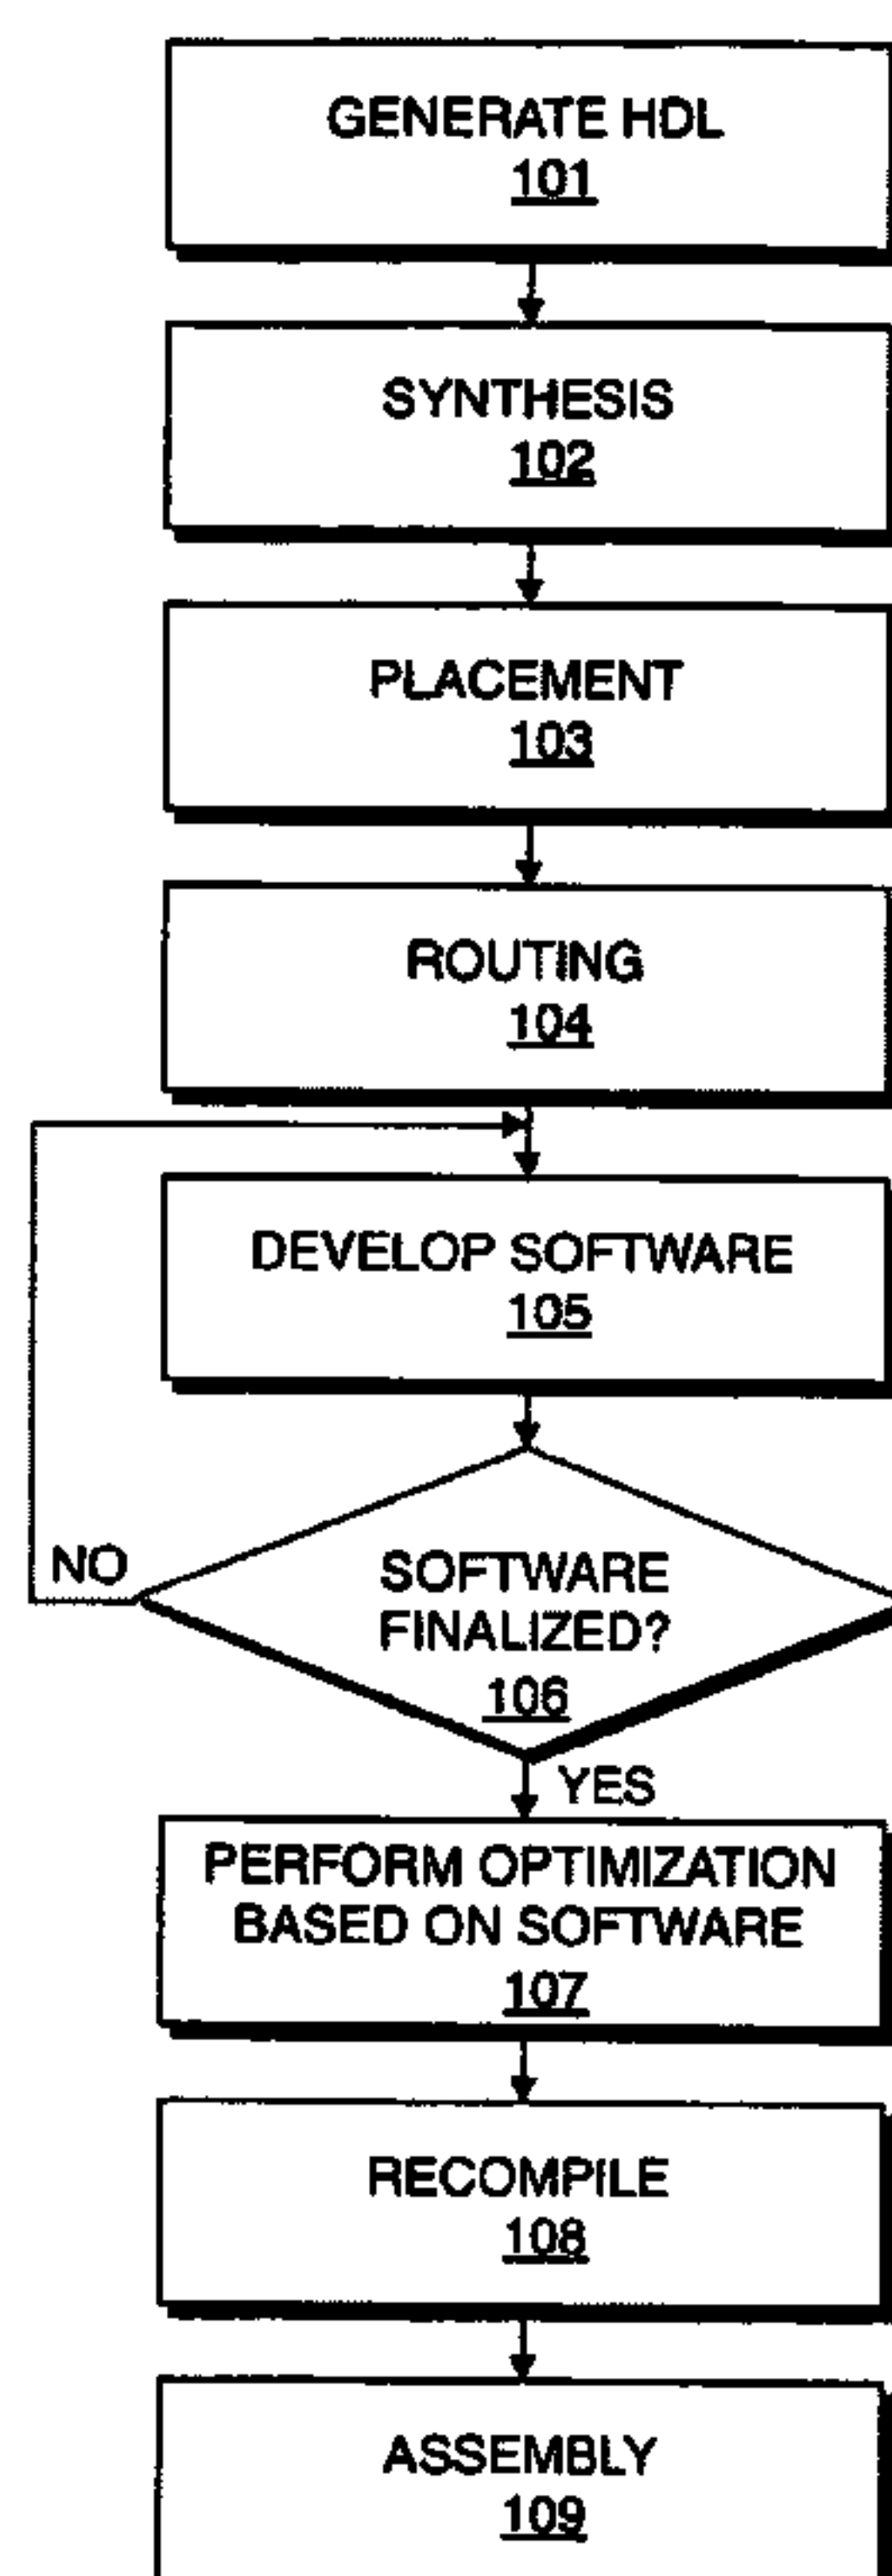 GENERATE HDL
101
SYNTHESIS
102
PLACEMENT
103
ROUTING
104
DEVELOP SOFTWARE
105
NO
SOFTWARE
FINALIZED?
106
YES
PERFORM OPTIMIZATION
BASED ON SOFTWARE
107
RECOMPILE
108
ASSEMBLY
109